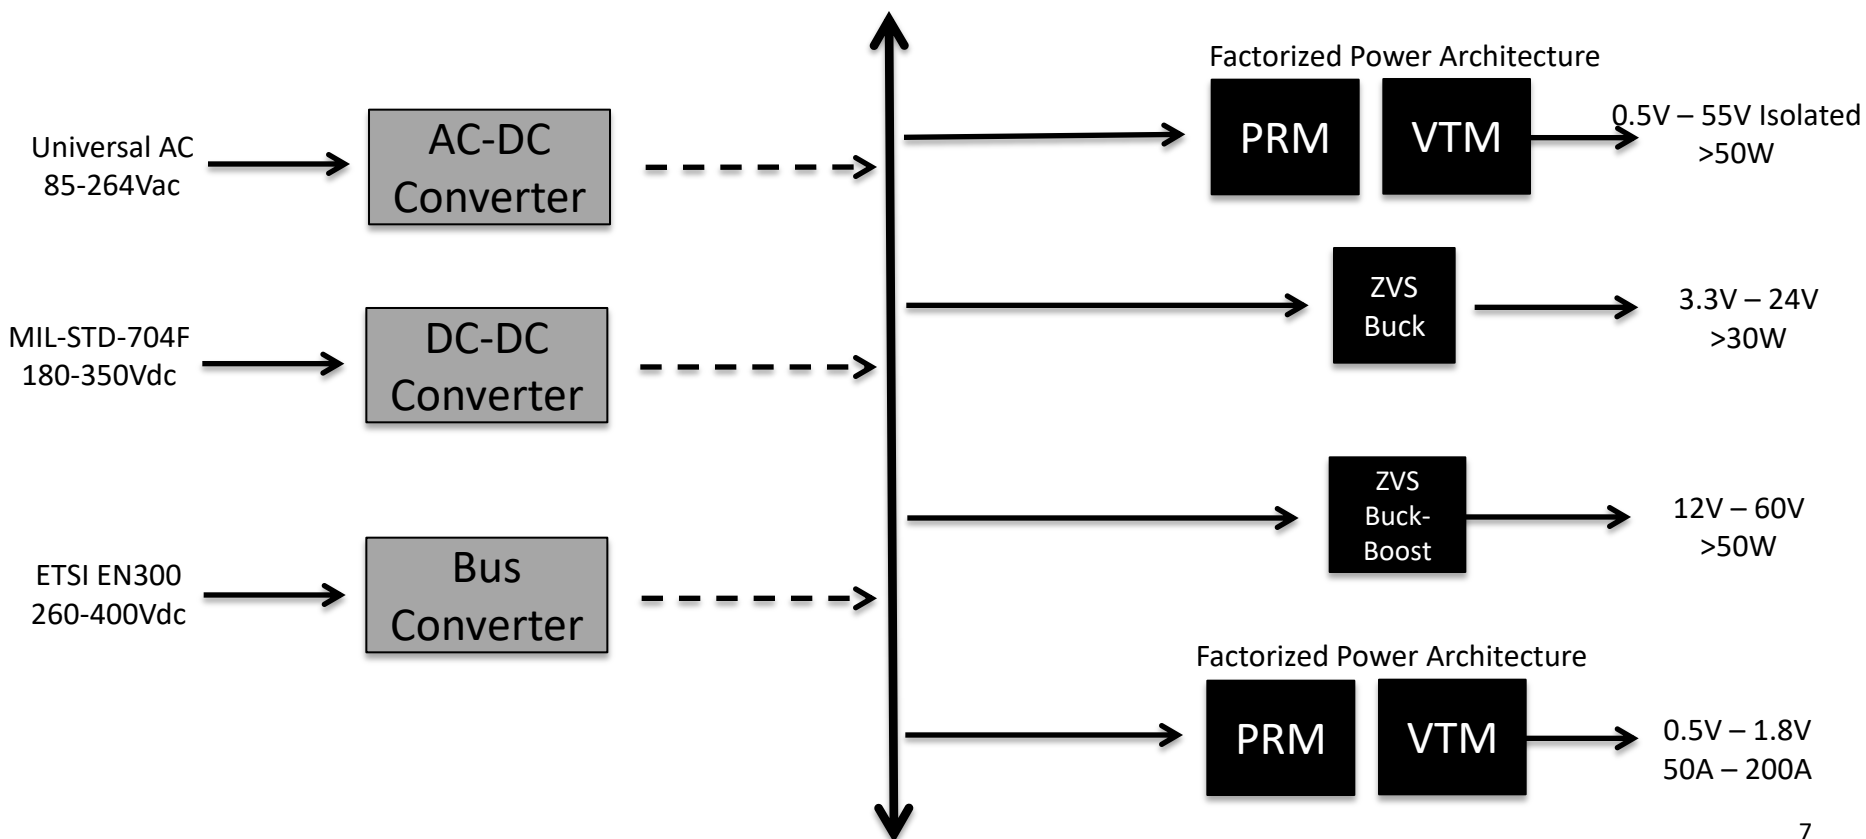 Universal AC
85-264Vac
AC-DC
Converter
MIL-STD-704F
180-350Vdc
DC-DC
Converter
ETSI EN300
260-400Vdc
Bus
Converter
Factorized Power Architecture
PRM
VTM
0.5V – 55V Isolated
>50W
ZVS
Buck
3.3V – 24V
>30W
ZVS
Buck-
Boost
12V – 60V
>50W
Factorized Power Architecture
PRM
VTM
0.5V – 1.8V
50A – 200A
7